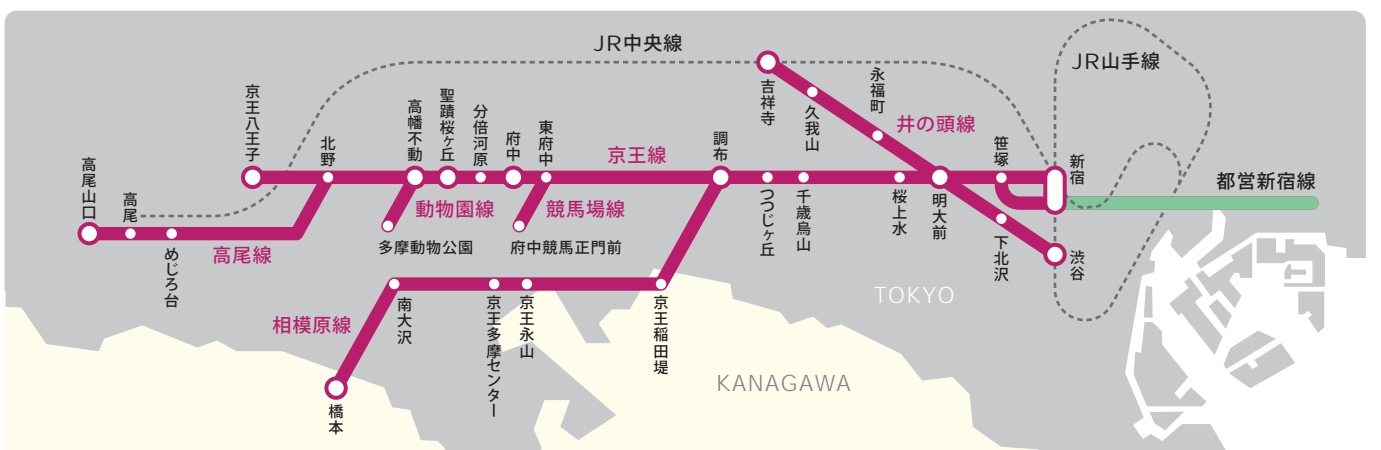 JR中央線
JR山手線
吉祥寺
久我山
永福町
井の頭線
京王八王子
北野
高幡不動
聖蹟桜ヶ丘
分倍河原
府中
東府中
京王線
調布
笹塚
新宿
都営新宿線
高尾山口
高尾
めじろ台
高尾線
動物園線
多摩動物公園
競馬場線
府中競馬正門前
つつじヶ丘
千歳烏山
桜上水
明大前
下北沢
渋谷
TOKYO
相模原線
南大沢
京王多摩センター
京王永山
京王稲田堤
橋本
KANAGAWA